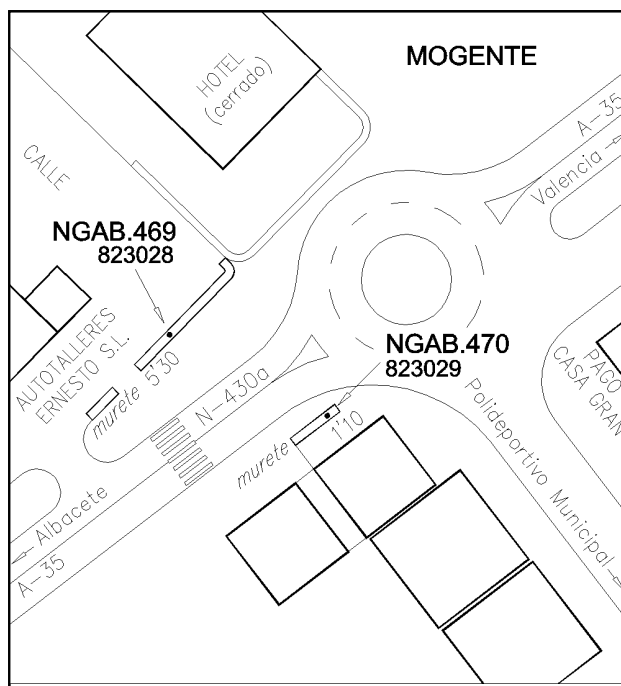 MOGENTE
HOTEL
(cerrado)
A-35
Valencia
CALLE
NGAB.469
823028
AUTOTALLERES
ERNESTO S.L.
murete
5'30
N-430a
NGAB.470
823029
PACO
CASA GRAN
murete
1'10
Polideportivo Municipal
Albacete
A-35